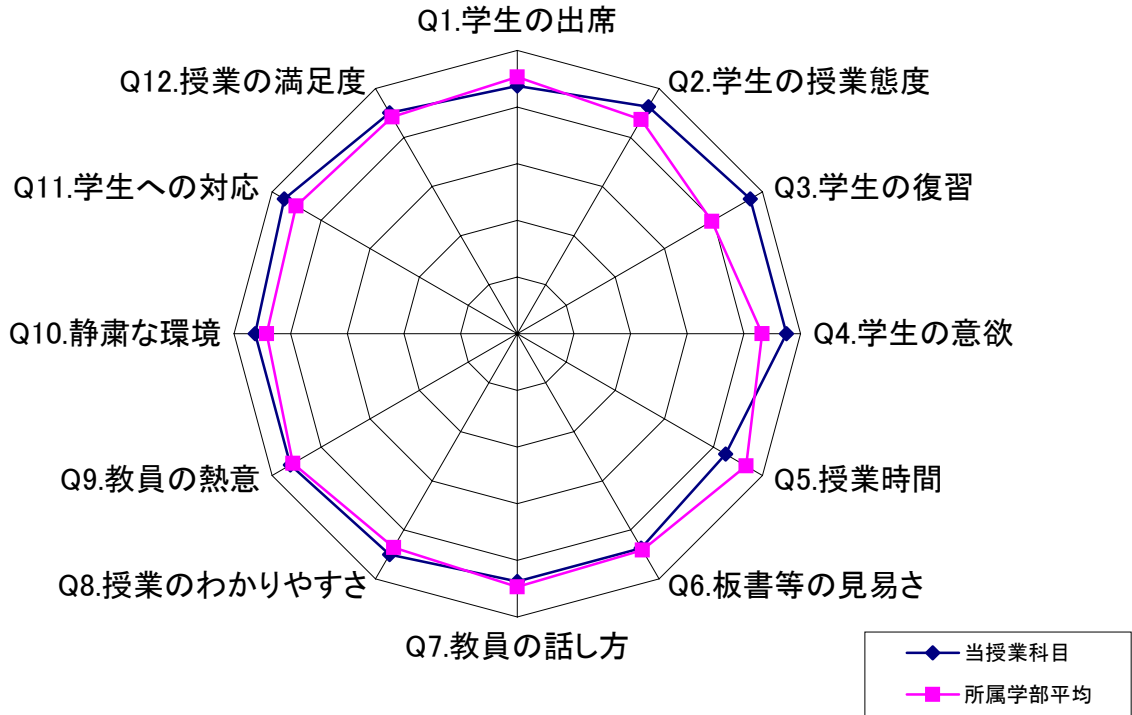 Q1.学生の出席
Q2.学生の授業態度
Q3.学生の復習
Q4.学生の意欲
Q5.授業時間
Q6.板書等の見易さ
Q7.教員の話し方
Q8.授業のわかりやすさ
Q9.教員の熱意
Q10.静粛な環境
Q11.学生への対応
Q12.授業の満足度
当授業科目
所属学部平均